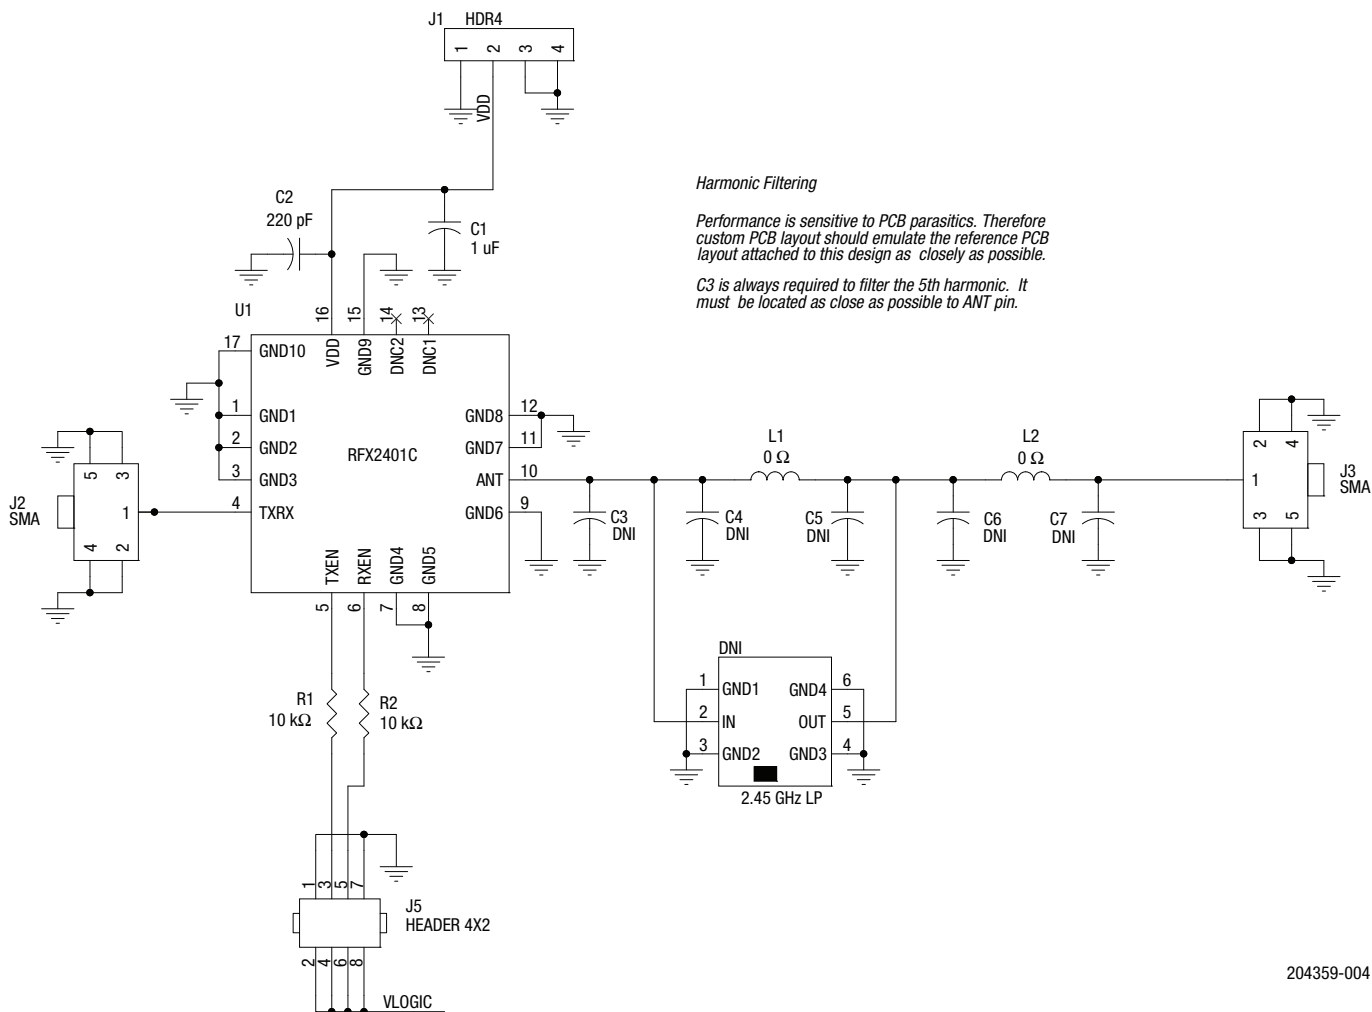 J1 HDR4
1 2 3 4
VDD
Harmonic Filtering
Performance is sensitive to PCB parasitics. Therefore
custom PCB layout should emulate the reference PCB
layout attached to this design as closely as possible.
C3 is always required to filter the 5th harmonic. It
must be located as close as possible to ANT pin.
C2
220 pF
C1
1 uF
U1
16 15 14 13
VDD GND9 DNC2 DNC1
17 GND10
1 GND1
2 GND2
3 GND3
4 TXRX
RFX2401C
GND8 12
GND7 11
ANT 10
GND6 9
TXEN RXEN GND4 GND5
5 6 7 8
J2
SMA
5 3
1
4 2
L1
0 Ω
L2
0 Ω
C3
DNI
C4
DNI
C5
DNI
C6
DNI
C7
DNI
2 4
1
3 5
J3
SMA
R1
10 kΩ
R2
10 kΩ
DNI
1 GND1 GND4 6
2 IN OUT 5
3 GND2 GND3 4
2.45 GHz LP
1 3 5 7
J5
HEADER 4X2
2 4 6 8
VLOGIC
204359-004